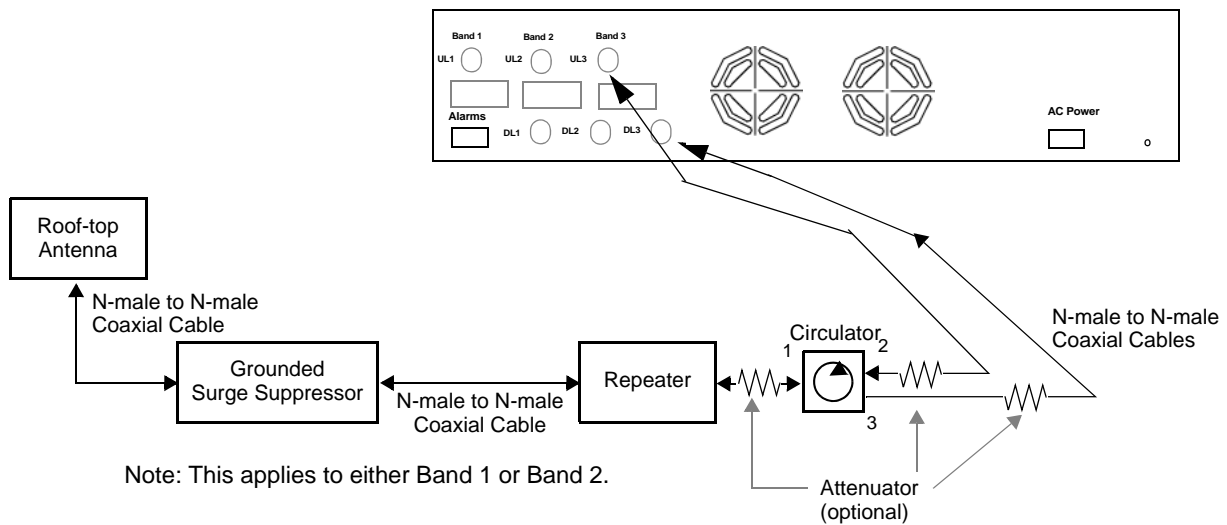 Band 1
Band 2
Band 3
UL1
UL2
UL3
Alarms
DL1
DL2
DL3
AC Power
o
Roof-top
Antenna
N-male to N-male
Coaxial Cable
Grounded
Surge Suppressor
N-male to N-male
Coaxial Cable
Repeater
Circulator
1
2
3
N-male to N-male
Coaxial Cables
Attenuator
(optional)
Note: This applies to either Band 1 or Band 2.